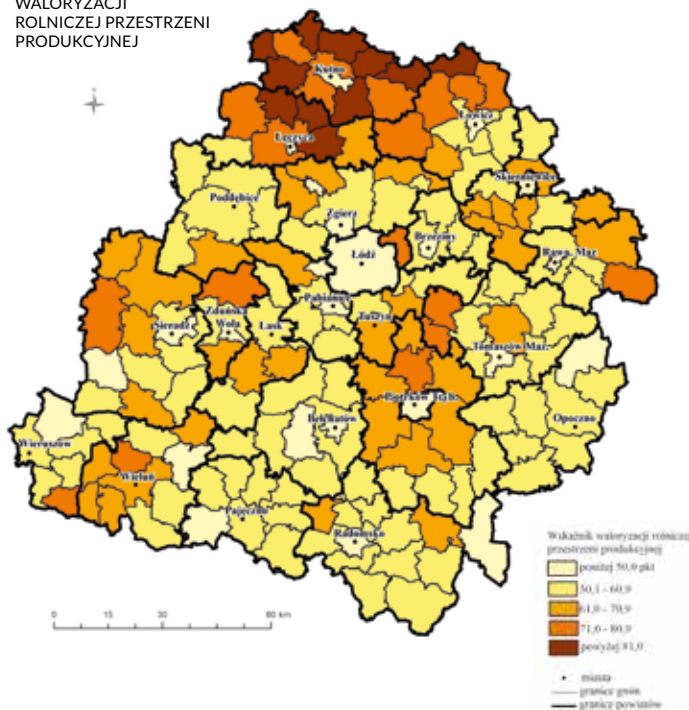 WALORYZACJI
ROLNICZEJ PRZESTRZENI
PRODUKCYJNEJ
Kutno
Łowicz
Łęczyca
Skierniewice
Poddębice
Zgierz
Brzeziny
Łódź
Rawa. Maz.
Pabianice
Zduńska
Wola
Sieradz
Łask
Tuszyn
Tomaszów Maz.
Piotrków Tryb.
Bełchatów
Opoczno
Wieruszów
Wieluń
Pajęczno
Radomsko
Wskaźnik waloryzacji rolniczej
przestrzeni produkcyjnej
poniżej 50,0 pkt
50,1 - 60,9
61,0 - 70,9
71,0 - 80,9
powyżej 81,0
0 15 30 60 km
miasta
granice gmin
granice powiatów